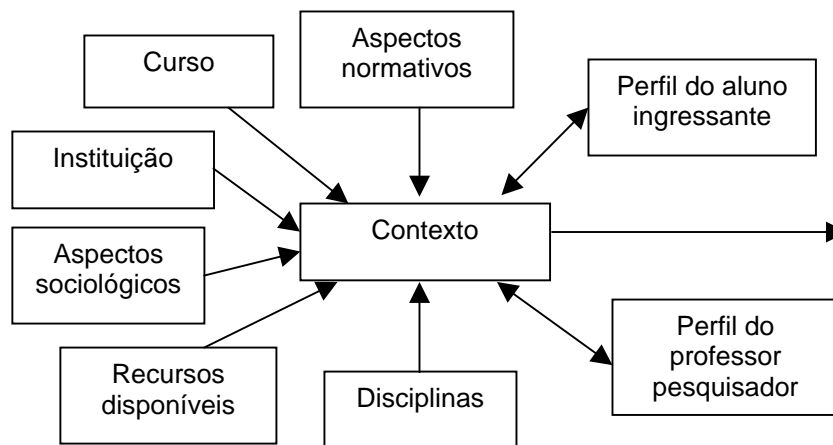 Curso
Aspectos
normativos
Perfil do aluno
ingressante
Instituição
Contexto
Aspectos
sociológicos
Recursos
disponíveis
Disciplinas
Perfil do
professor
pesquisador